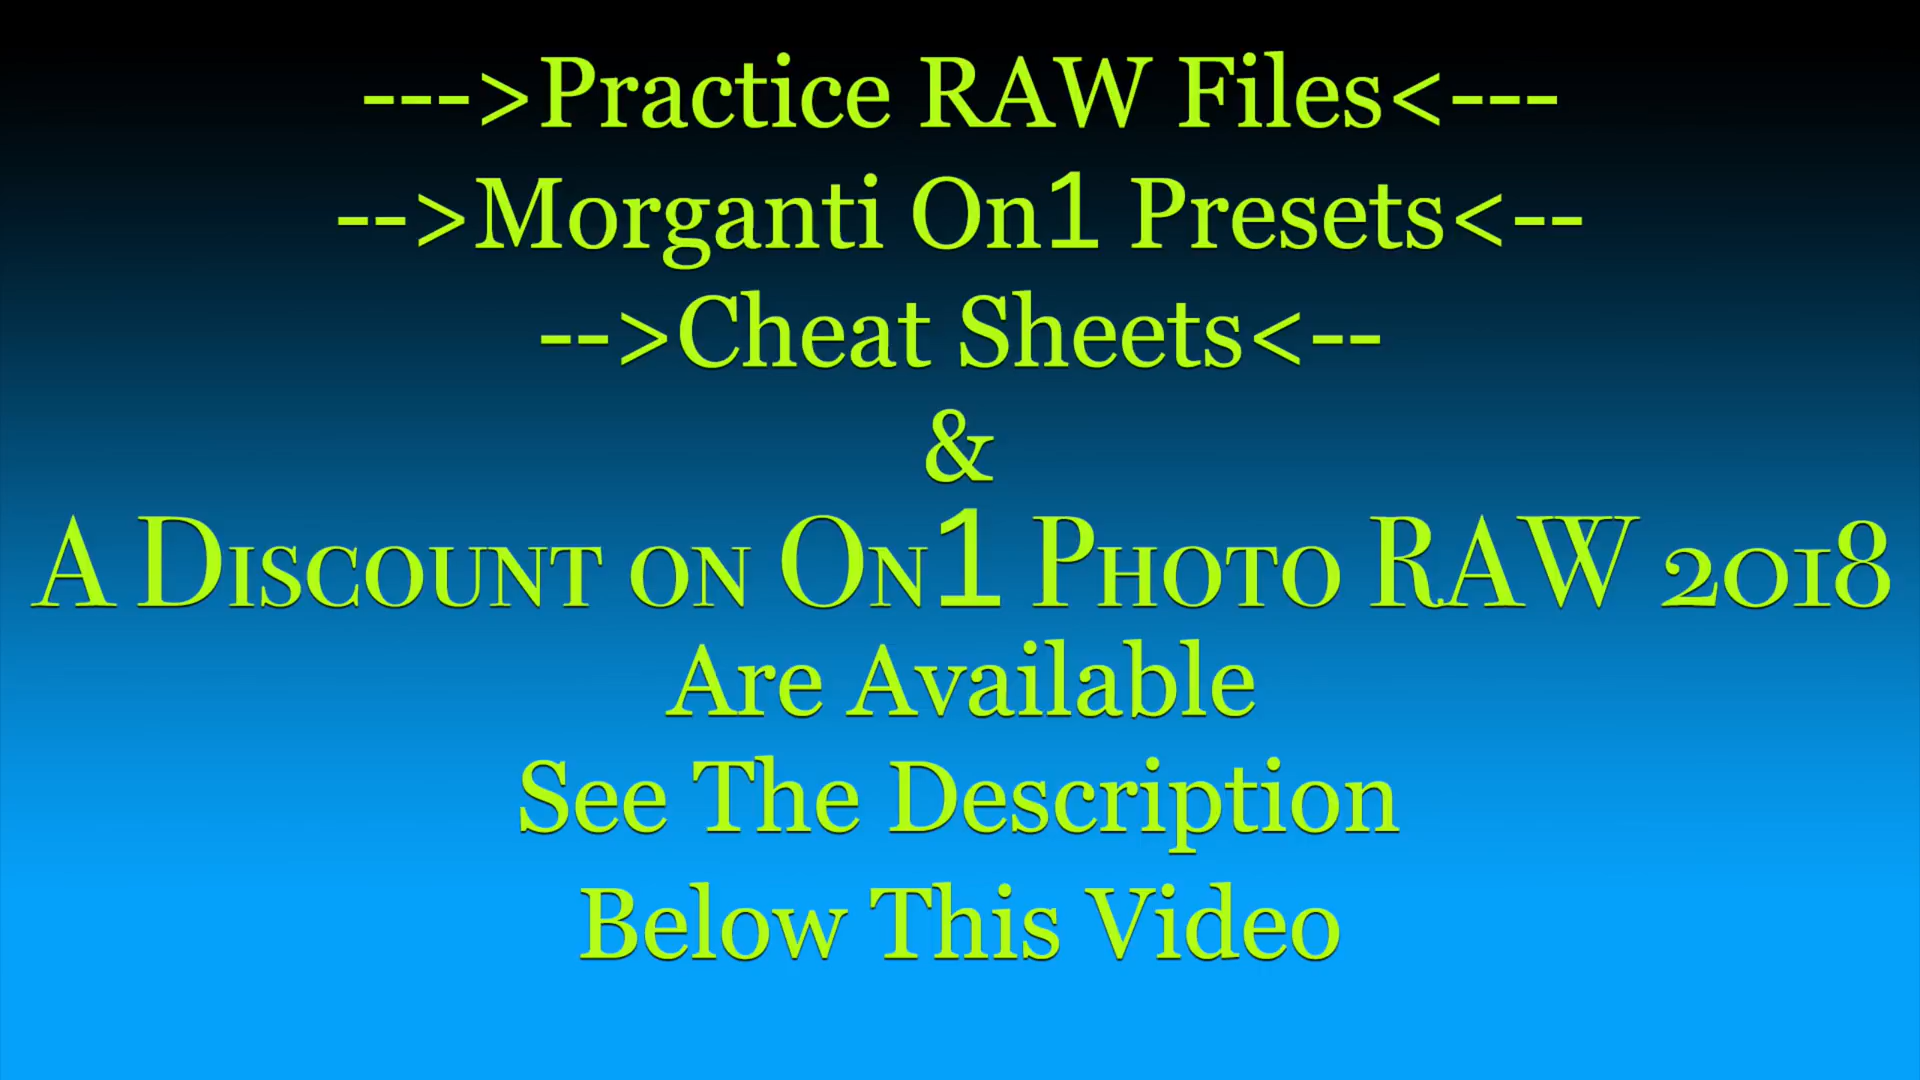 --->Practice RAW Files<---
-->Morganti On1 Presets<--
-->Cheat Sheets<--
&
A Discount on On1 Photo RAW 2018
Are Available
See The Description
Below This Video